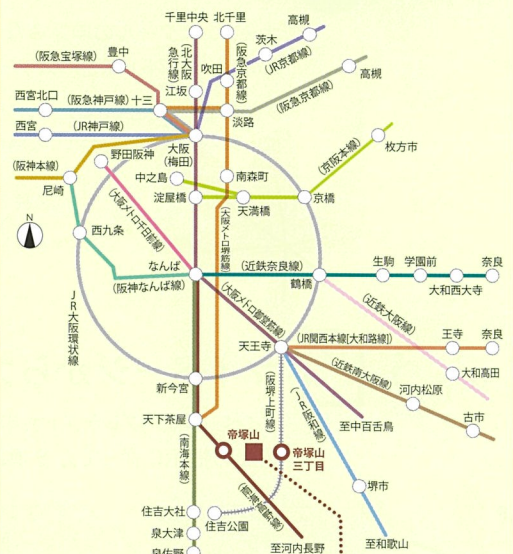 千里中央
北千里
高槻
茨木
(阪急宝塚線)
豊中
(北大阪急行線)
江坂
吹田
(阪急京都線)
(JR京都線)
高槻
(阪急京都線)
西宮北口
(阪急神戸線)
十三
淡路
西宮
(JR神戸線)
大阪
(梅田)
(阪神本線)
尼崎
野田阪神
中之島
淀屋橋
南森町
天満橋
京橋
(京阪本線)
枚方市
N
西九条
(大阪メトロ千日前線)
(大阪メトロ堺筋線)
なんば
(阪神なんば線)
(近鉄奈良線)
鶴橋
生駒
学園前
大和西大寺
奈良
JR大阪環状線
(大阪メトロ御堂筋線)
(近鉄大阪線)
天王寺
(JR関西本線[大和路線])
王寺
奈良
(近鉄南大阪線)
大和高田
河内松原
古市
新今宮
(阪堺上町線)
(JR阪和線)
至中百舌鳥
天下茶屋
(南海本線)
帝塚山
帝塚山
三丁目
(南海高野線)
堺市
住吉大社
住吉公園
泉大津
至河内長野
至和歌山
泉佐野